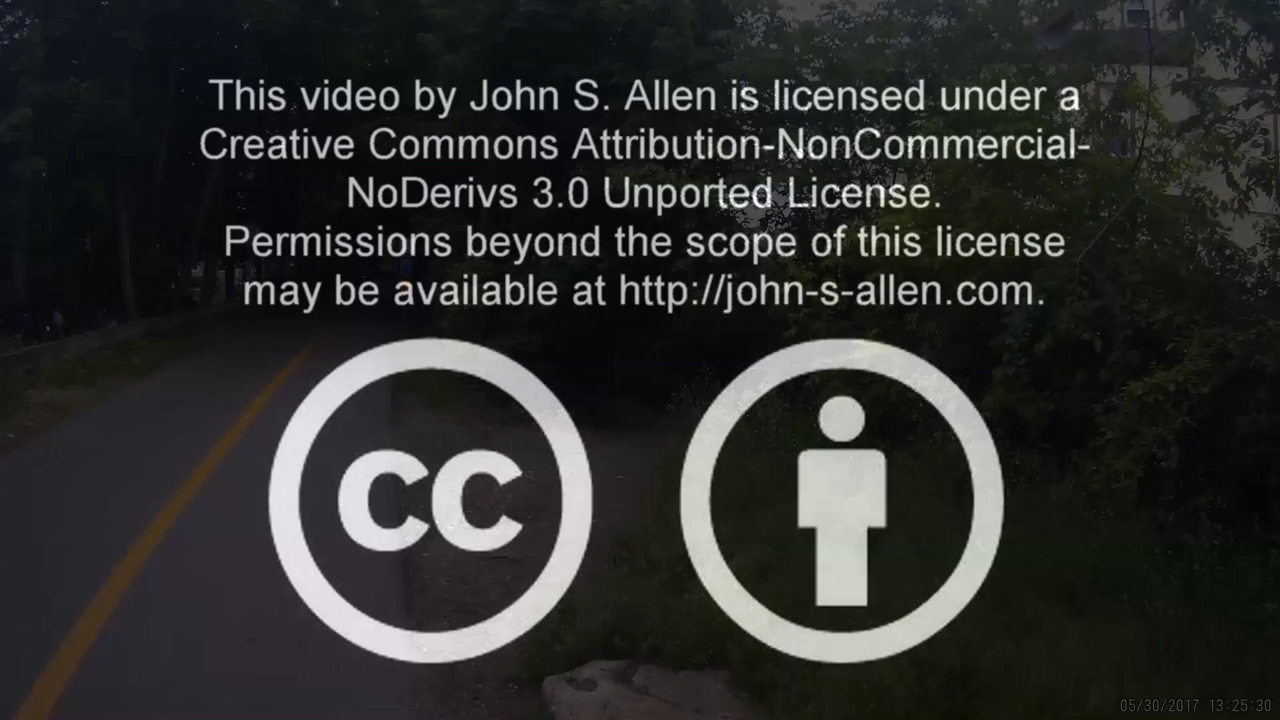 This video by John S. Allen is licensed under a
Creative Commons Attribution-NonCommercial-
NoDerivs 3.0 Unported License.
Permissions beyond the scope of this license
may be available at http://john-s-allen.com.
cc
05/30/2017 13:25:30